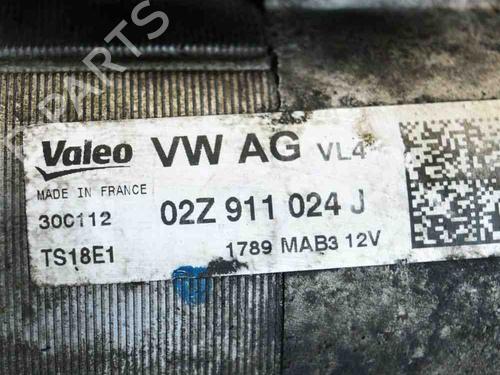 Valeo VW AG VL4
MADE IN FRANCE
30C112 02Z 911 024 J
TS18E1 1789 MAB3 12V
PARTS